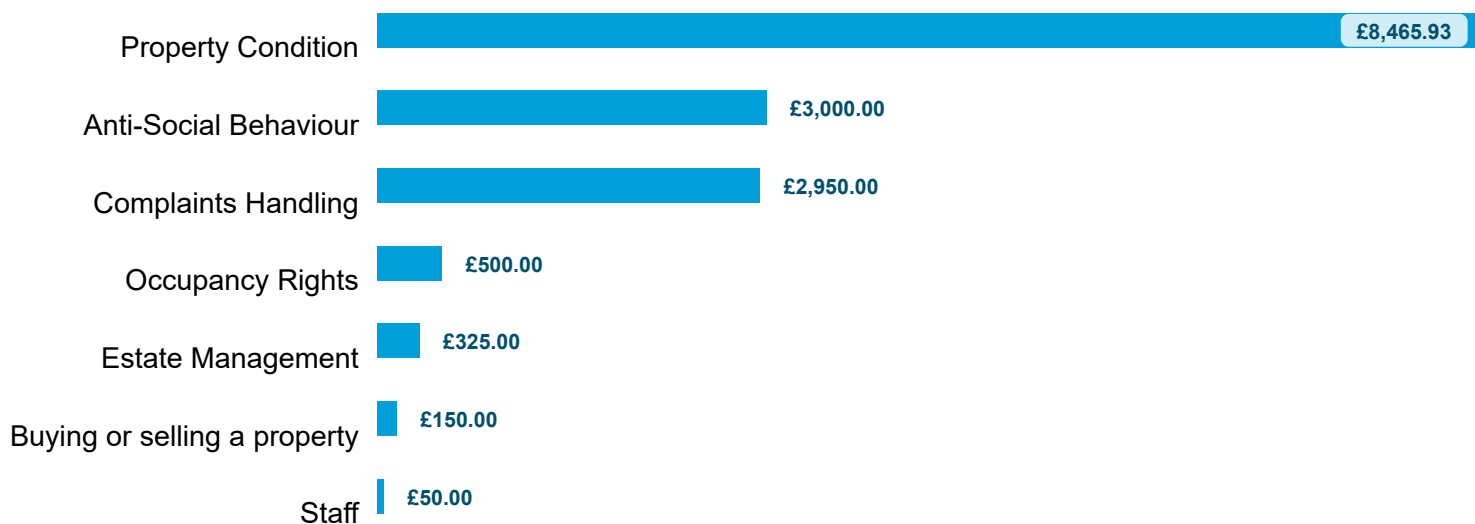 Property Condition £8,465.93
Anti-Social Behaviour £3,000.00
Complaints Handling £2,950.00
Occupancy Rights £500.00
Estate Management £325.00
Buying or selling a property £150.00
Staff £50.00